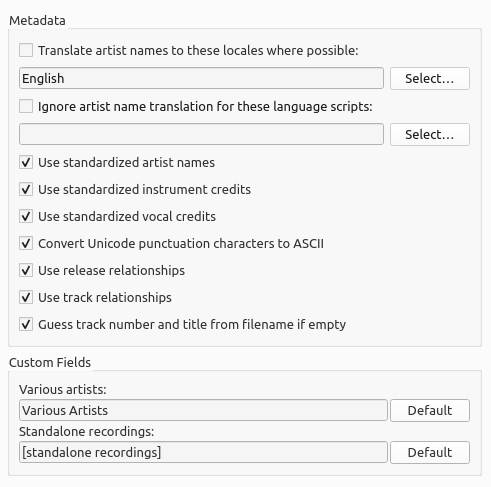 Metadata
Translate artist names to these locales where possible:
English
Select...
Ignore artist name translation for these language scripts:
Select...
Use standardized artist names
Use standardized instrument credits
Use standardized vocal credits
Convert Unicode punctuation characters to ASCII
Use release relationships
Use track relationships
Guess track number and title from filename if empty
Custom Fields
Various artists:
Various Artists
Default
Standalone recordings:
[standalone recordings]
Default